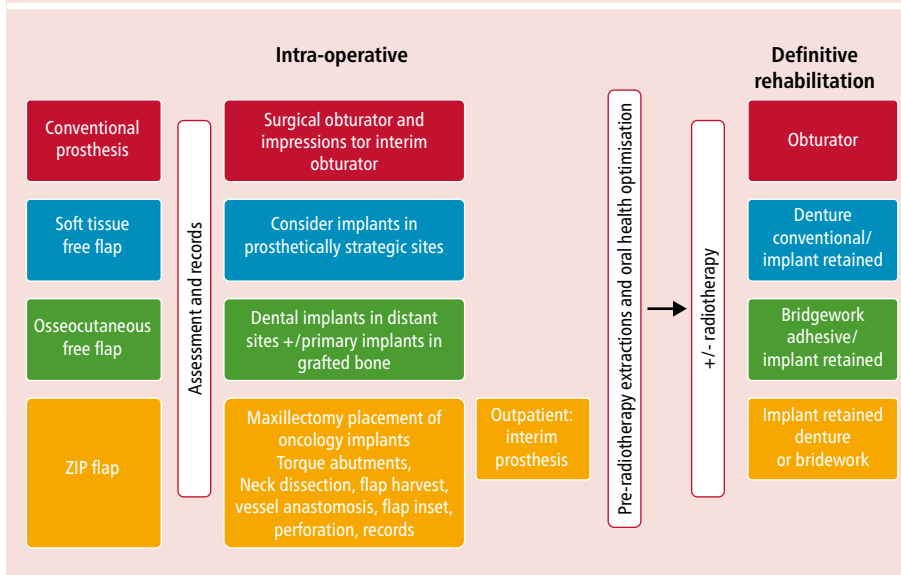 Intra-operative
Definitive
rehabilitation
Conventional
prosthesis
Assessment and records
Surgical obturator and
impressions tor interim
obturator
Pre-radiotherapy extractions and oral health optimisation
+/- radiotherapy
Obturator
Soft tissue
free flap
Consider implants in
prosthetically strategic sites
Denture
conventional/
implant retained
Osseocutaneous
free flap
Dental implants in distant
sites +/primary implants in
grafted bone
Bridgework
adhesive/
implant retained
ZIP flap
Maxillectomy placement of
oncology implants
Torque abutments,
Neck dissection, flap harvest,
vessel anastomosis, flap inset,
perforation, records
Outpatient:
interim
prosthesis
Implant retained
denture
or bridework